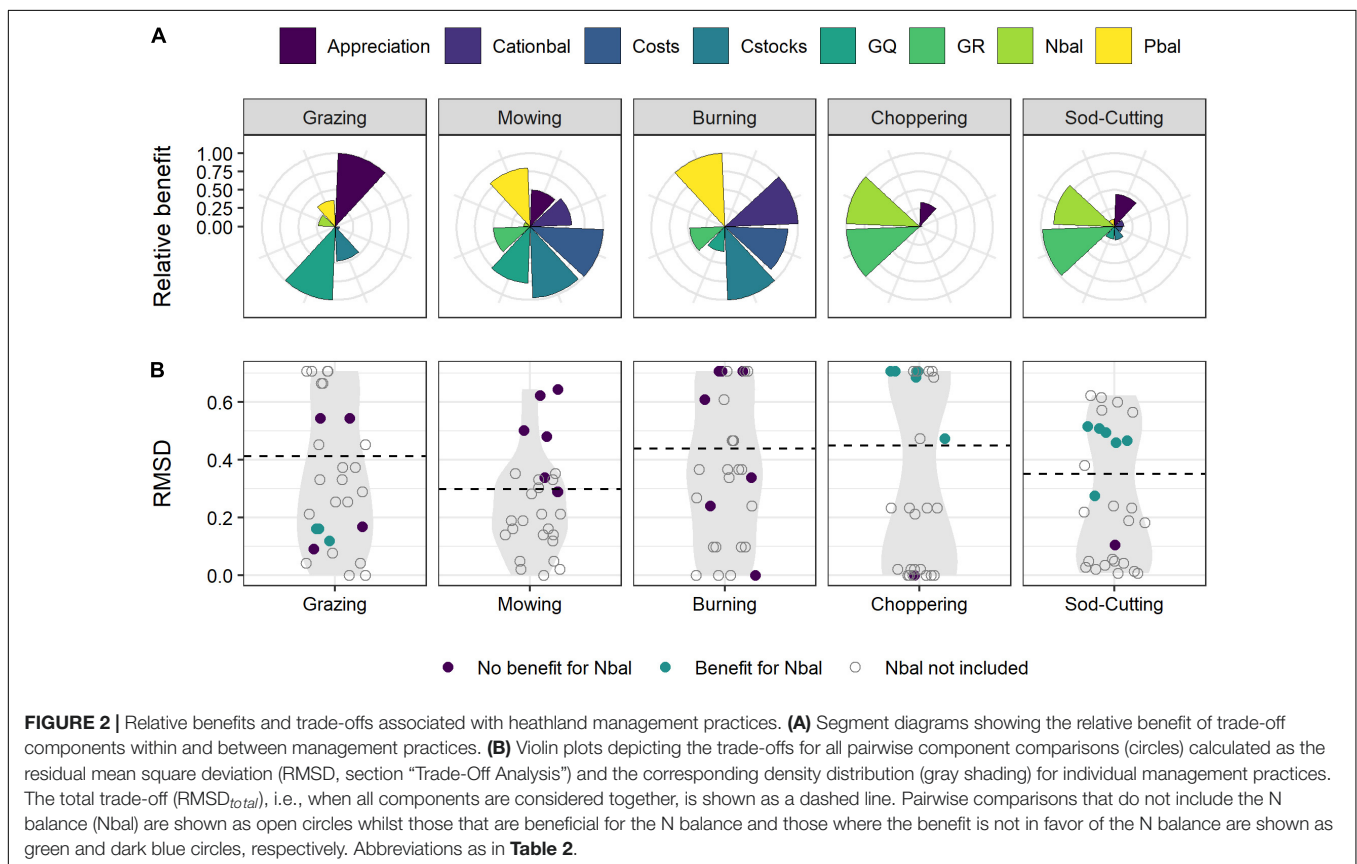 A
Appreciation Cationbal Costs Cstocks GQ GR Nbal Pbal
Grazing Mowing Burning Choppering Sod-Cutting
Relative benefit
1.00
0.75
0.50
0.25
0.00
B
RMSD
0.6
0.4
0.2
0.0
Grazing Mowing Burning Choppering Sod-Cutting
No benefit for Nbal Benefit for Nbal Nbal not included
FIGURE 2 | Relative benefits and trade-offs associated with heathland management practices. (A) Segment diagrams showing the relative benefit of trade-off
components within and between management practices. (B) Violin plots depicting the trade-offs for all pairwise component comparisons (circles) calculated as the
residual mean square deviation (RMSD, section “Trade-Off Analysis”) and the corresponding density distribution (gray shading) for individual management practices.
The total trade-off (RMSDtotal), i.e., when all components are considered together, is shown as a dashed line. Pairwise comparisons that do not include the N
balance (Nbal) are shown as open circles whilst those that are beneficial for the N balance and those where the benefit is not in favor of the N balance are shown as
green and dark blue circles, respectively. Abbreviations as in Table 2.